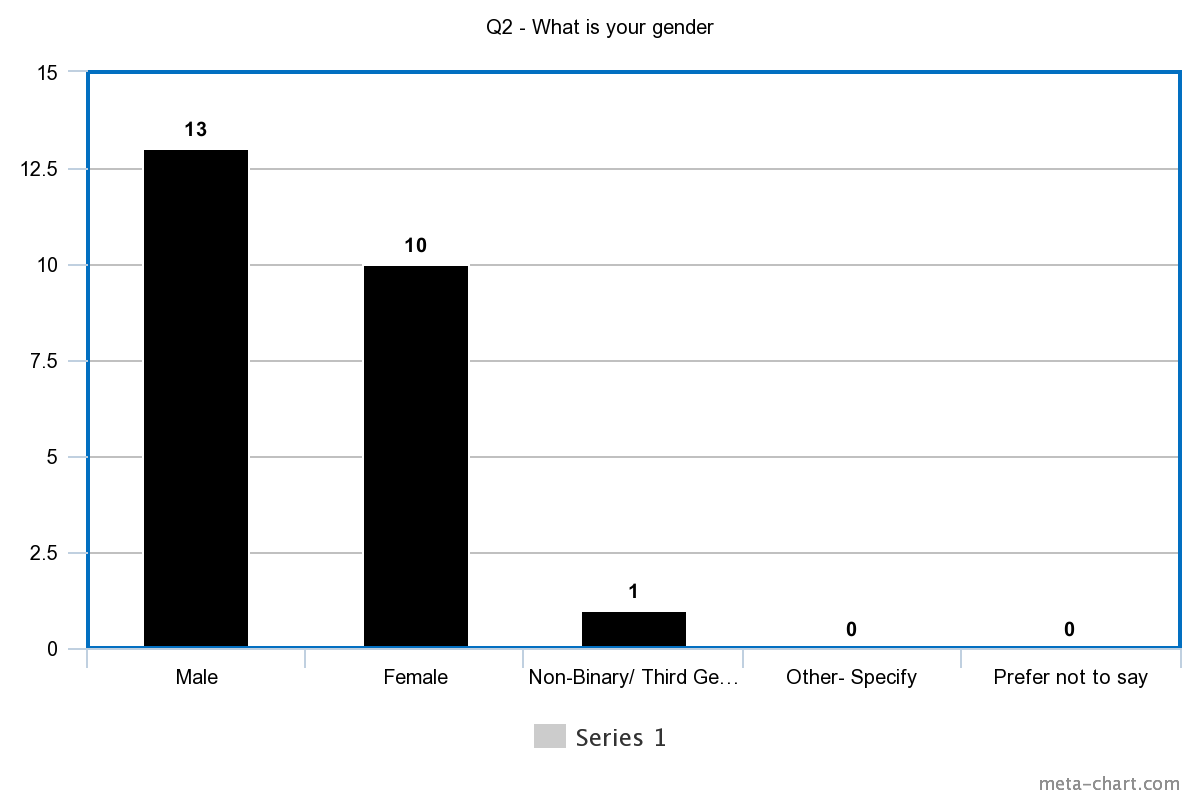 Q2 - What is your gender
15
12.5
10
7.5
5
2.5
0
13
10
1
0
0
Male
Female
Non-Binary/ Third Ge…
Other- Specify
Prefer not to say
Series 1
meta-chart.com